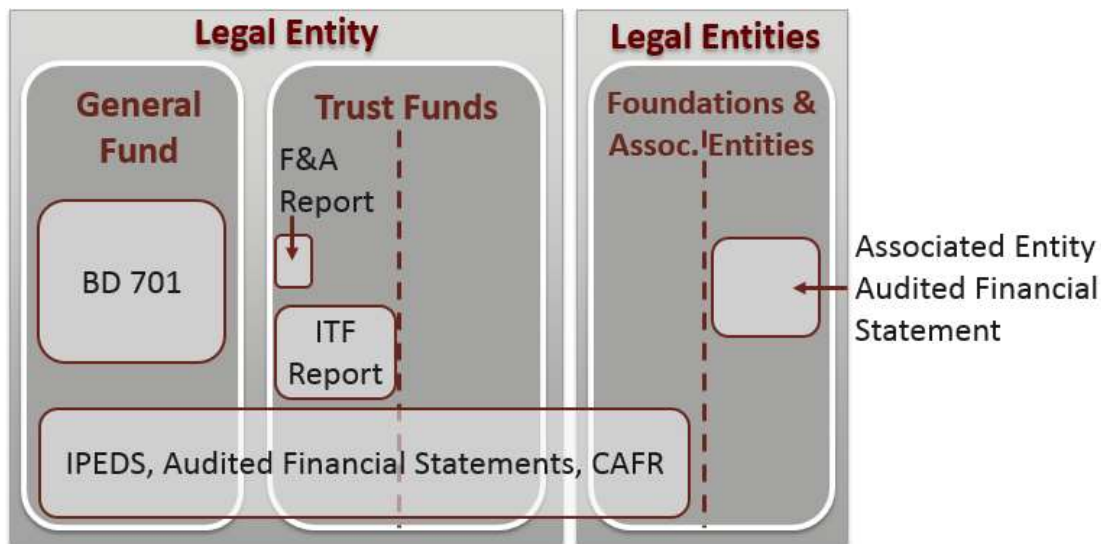 Legal Entity
General
Fund
BD 701
Trust Funds
F&A
Report
ITF
Report
IPEDS, Audited Financial Statements, CAFR
Legal Entities
Foundations &
Assoc. Entities
Associated Entity
Audited Financial
Statement